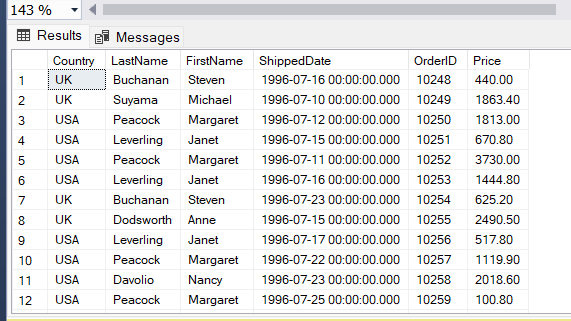 143 %
Results Messages
Country LastName FirstName ShippedDate OrderID Price
1 UK Buchanan Steven 1996-07-16 00:00:00.000 10248 440.00
2 UK Suyama Michael 1996-07-10 00:00:00.000 10249 1863.40
3 USA Peacock Margaret 1996-07-12 00:00:00.000 10250 1813.00
4 USA Leverling Janet 1996-07-15 00:00:00.000 10251 670.80
5 USA Peacock Margaret 1996-07-11 00:00:00.000 10252 3730.00
6 USA Leverling Janet 1996-07-16 00:00:00.000 10253 1444.80
7 UK Buchanan Steven 1996-07-23 00:00:00.000 10254 625.20
8 UK Dodsworth Anne 1996-07-15 00:00:00.000 10255 2490.50
9 USA Leverling Janet 1996-07-17 00:00:00.000 10256 517.80
10 USA Peacock Margaret 1996-07-22 00:00:00.000 10257 1119.90
11 USA Davolio Nancy 1996-07-23 00:00:00.000 10258 2018.60
12 USA Peacock Margaret 1996-07-25 00:00:00.000 10259 100.80